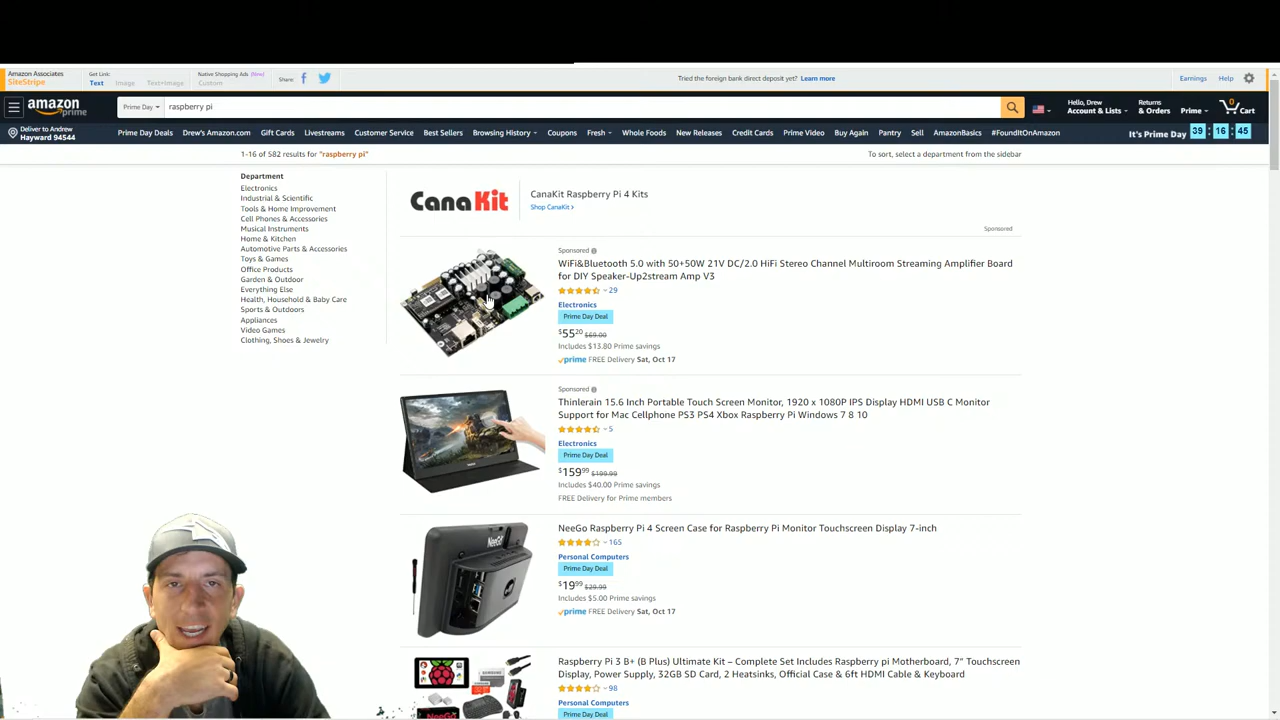 Amazon Associates
SiteStripe
Get Link:
Text Image Text+Image
Native Shopping Ads (New)
Custom
Share:
Tried the foreign bank direct deposit yet? Learn more
Earnings Help
amazon
prime
Prime Day
raspberry pi
Hello, Drew
Account & Lists
Returns
& Orders
Prime
0
Cart
Deliver to Andrew
Hayward 94544
Prime Day Deals Drew's Amazon.com Gift Cards Livestreams Customer Service Best Sellers Browsing History Coupons Fresh Whole Foods New Releases Credit Cards Prime Video Buy Again Pantry Sell AmazonBasics #FoundItOnAmazon
It's Prime Day 39 : 16 : 45
1-16 of 582 results for "raspberry pi"
To sort, select a department from the sidebar
Department
Electronics
Industrial & Scientific
Tools & Home Improvement
Cell Phones & Accessories
Musical Instruments
Home & Kitchen
Automotive Parts & Accessories
Toys & Games
Office Products
Garden & Outdoor
Everything Else
Health, Household & Baby Care
Sports & Outdoors
Appliances
Video Games
Clothing, Shoes & Jewelry
CanaKit
CanaKit Raspberry Pi 4 Kits
Shop CanaKit ›
Sponsored
Sponsored
WiFi&Bluetooth 5.0 with 50+50W 21V DC/2.0 HiFi Stereo Channel Multiroom Streaming Amplifier Board
for DIY Speaker-Up2stream Amp V3
29
Electronics
Prime Day Deal
$5520 $69.00
Includes $13.80 Prime savings
prime FREE Delivery Sat, Oct 17
Sponsored
Thinlerain 15.6 Inch Portable Touch Screen Monitor, 1920 x 1080P IPS Display HDMI USB C Monitor
Support for Mac Cellphone PS3 PS4 Xbox Raspberry Pi Windows 7 8 10
5
Electronics
Prime Day Deal
$15999 $199.99
Includes $40.00 Prime savings
FREE Delivery for Prime members
NeeGo
NeeGo Raspberry Pi 4 Screen Case for Raspberry Pi Monitor Touchscreen Display 7-inch
165
Personal Computers
Prime Day Deal
$1999
Includes $5.00 Prime savings
prime FREE Delivery Sat, Oct 17
Raspberry Pi 3 B+ (B Plus) Ultimate Kit – Complete Set Includes Raspberry pi Motherboard, 7" Touchscreen
Display, Power Supply, 32GB SD Card, 2 Heatsinks, Official Case & 6ft HDMI Cable & Keyboard
98
Personal Computers
Prime Day Deal
NeeGo